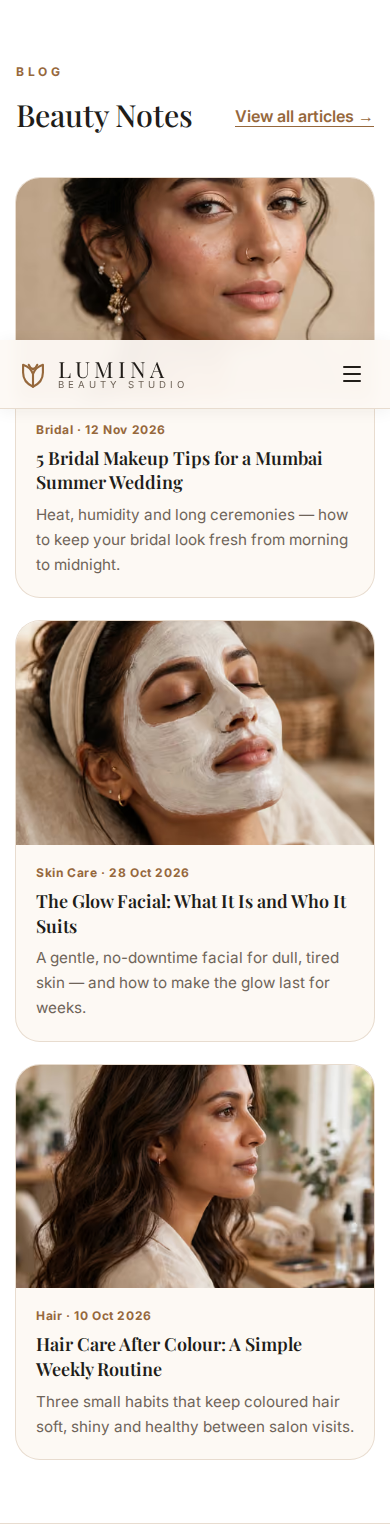 BLOG
Beauty Notes
View all articles →
LUMINA
BEAUTY STUDIO
Bridal · 12 Nov 2026
5 Bridal Makeup Tips for a Mumbai
Summer Wedding
Heat, humidity and long ceremonies — how
to keep your bridal look fresh from morning
to midnight.
Skin Care · 28 Oct 2026
The Glow Facial: What It Is and Who It
Suits
A gentle, no-downtime facial for dull, tired
skin — and how to make the glow last for
weeks.
Hair · 10 Oct 2026
Hair Care After Colour: A Simple
Weekly Routine
Three small habits that keep coloured hair
soft, shiny and healthy between salon visits.